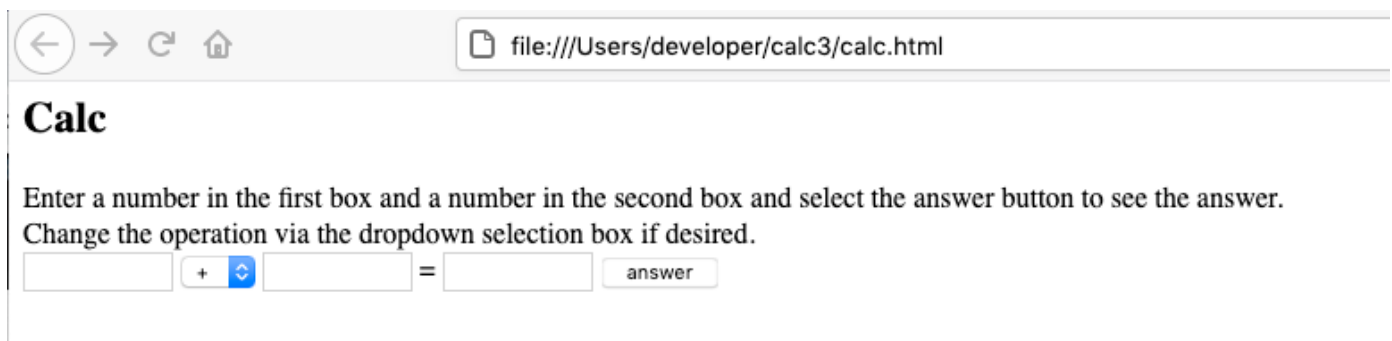 file:///Users/developer/calc3/calc.html
Calc
Enter a number in the first box and a number in the second box and select the answer button to see the answer.
Change the operation via the dropdown selection box if desired.
+ = answer